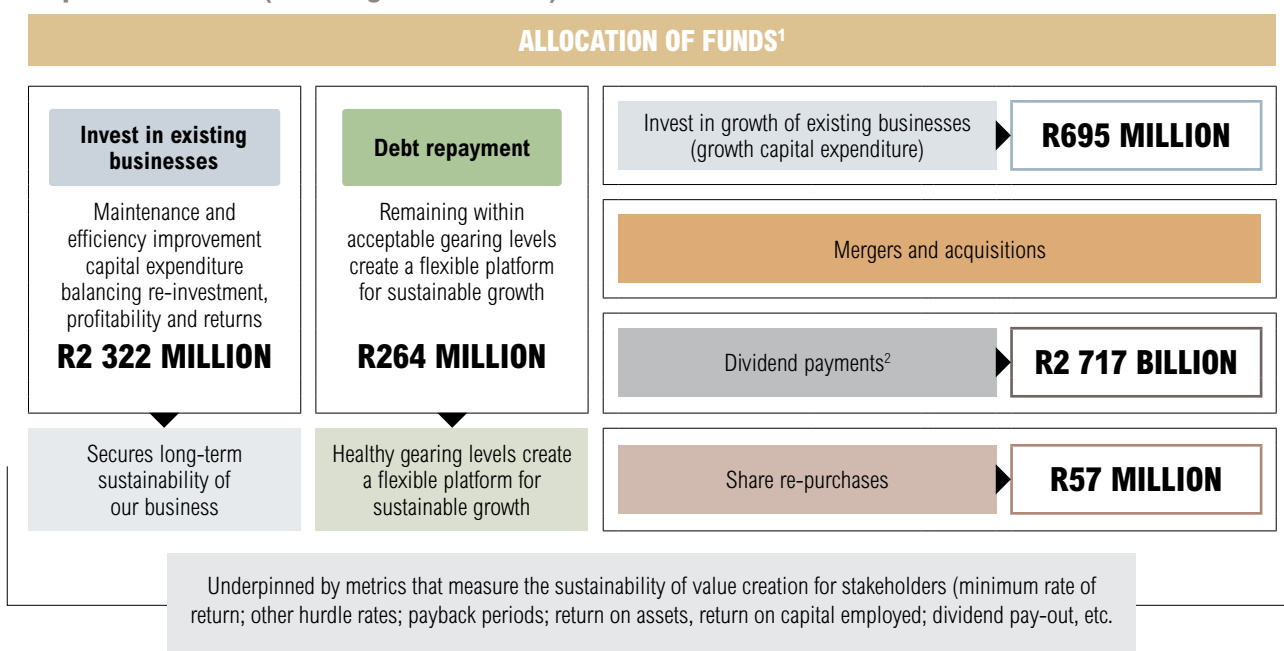 ALLOCATION OF FUNDS¹
Invest in existing
businesses
Maintenance and
efficiency improvement
capital expenditure
balancing re-investment,
profitability and returns
R2 322 MILLION
Secures long-term
sustainability of
our business
Debt repayment
Remaining within
acceptable gearing levels
create a flexible platform
for sustainable growth
R264 MILLION
Healthy gearing levels create
a flexible platform for
sustainable growth
Invest in growth of existing businesses
(growth capital expenditure)
R695 MILLION
Mergers and acquisitions
Dividend payments²
R2 717 BILLION
Share re-purchases
R57 MILLION
Underpinned by metrics that measure the sustainability of value creation for stakeholders (minimum rate of
return; other hurdle rates; payback periods; return on assets, return on capital employed; dividend pay-out, etc.